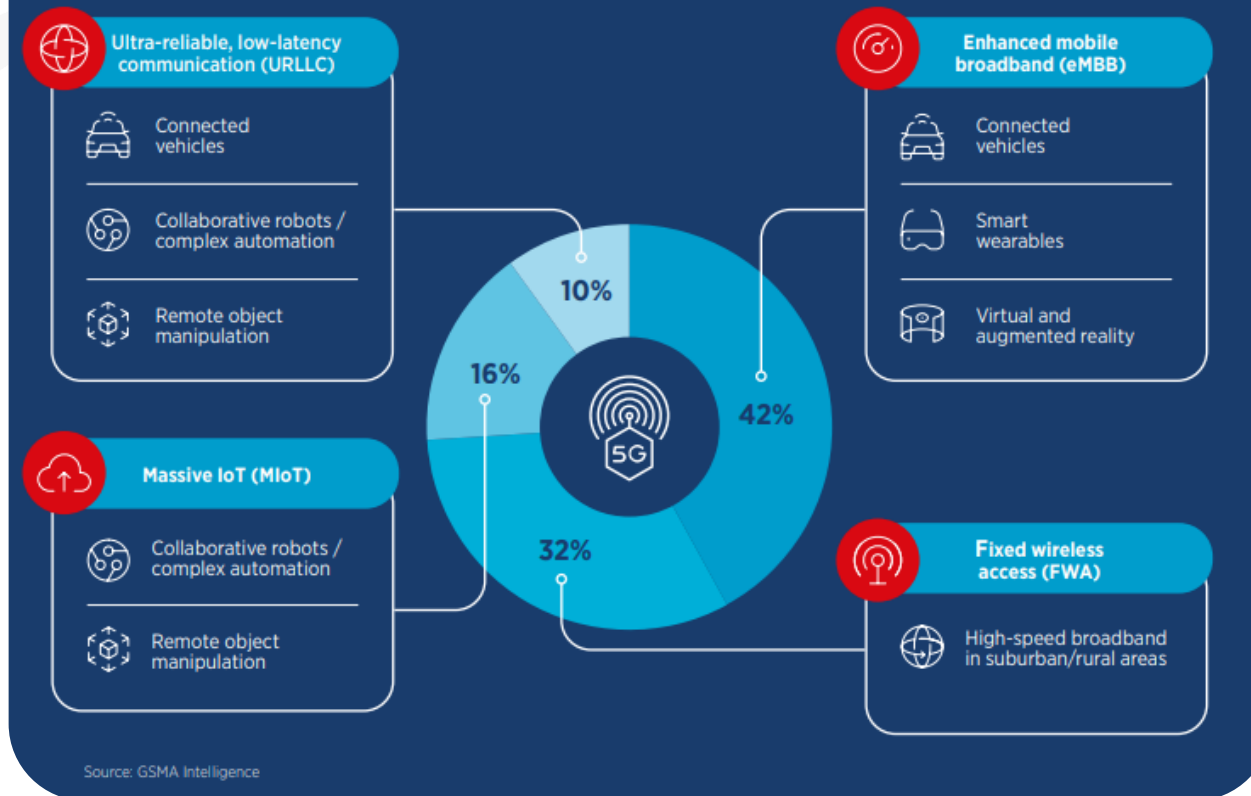 Ultra-reliable, low-latency
communication (URLLC)
Connected
vehicles
Collaborative robots /
complex automation
Remote object
manipulation
Enhanced mobile
broadband (eMBB)
Connected
vehicles
Smart
wearables
Virtual and
augmented reality
10%
16%
42%
32%
5G
Massive IoT (MIoT)
Collaborative robots /
complex automation
Remote object
manipulation
Fixed wireless
access (FWA)
High-speed broadband
in suburban/rural areas
Source: GSMA Intelligence